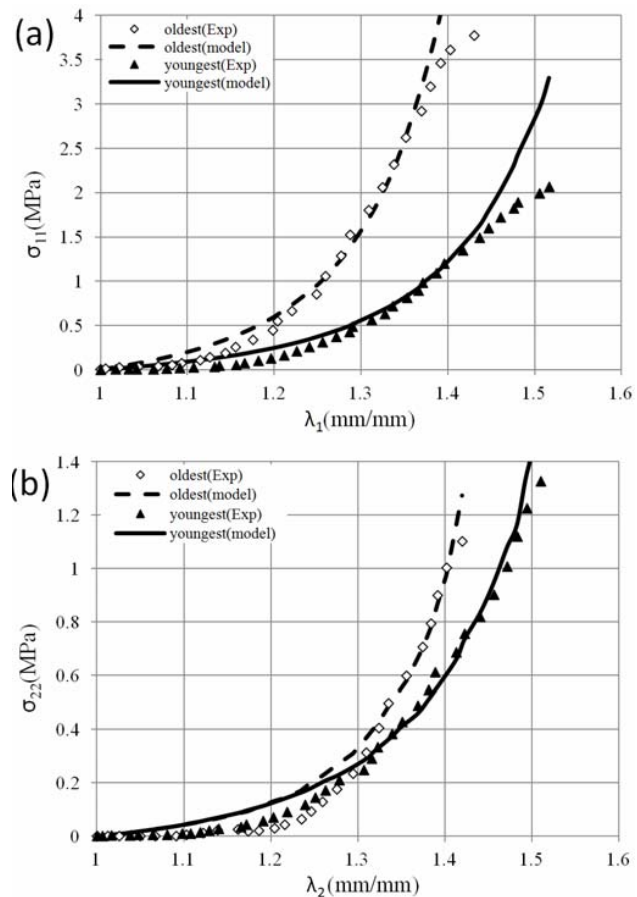 (a)
oldest(Exp)
oldest(model)
youngest(Exp)
youngest(model)
4
3.5
3
2.5
2
1.5
1
0.5
0
σ11(MPa)
1 1.1 1.2 1.3 1.4 1.5 1.6
λ1(mm/mm)
(b)
oldest(Exp)
oldest(model)
youngest(Exp)
youngest(model)
1.4
1.2
1
0.8
0.6
0.4
0.2
0
σ22(MPa)
1 1.1 1.2 1.3 1.4 1.5 1.6
λ2(mm/mm)